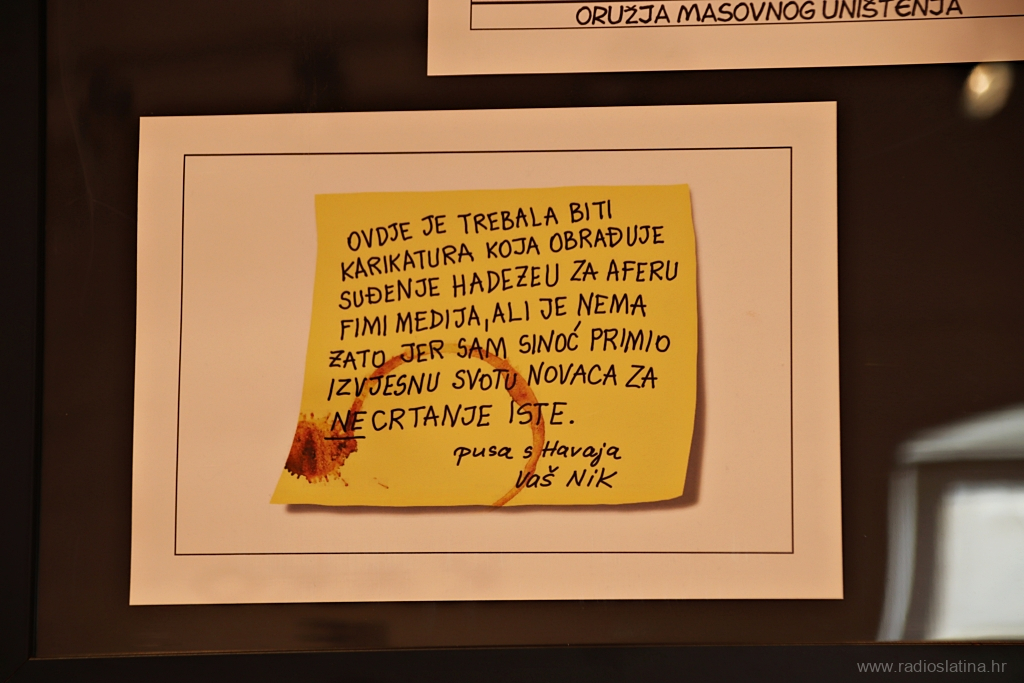 ORUŽJA MASOVNOG UNIŠTENJA
OVDJE JE TREBALA BITI
KARIKATURA KOJA OBRAĐUJE
SUĐENJE HADEZEU ZA AFERU
FIMI MEDIJA, ALI JE NEMA
ZATO JER SAM SINOĆ PRIMIO
IZVJESNU SVOTU NOVACA ZA
NECRTANJE ISTE.
pusa s Havaja
Vaš NiK
www.radioslatina.hr